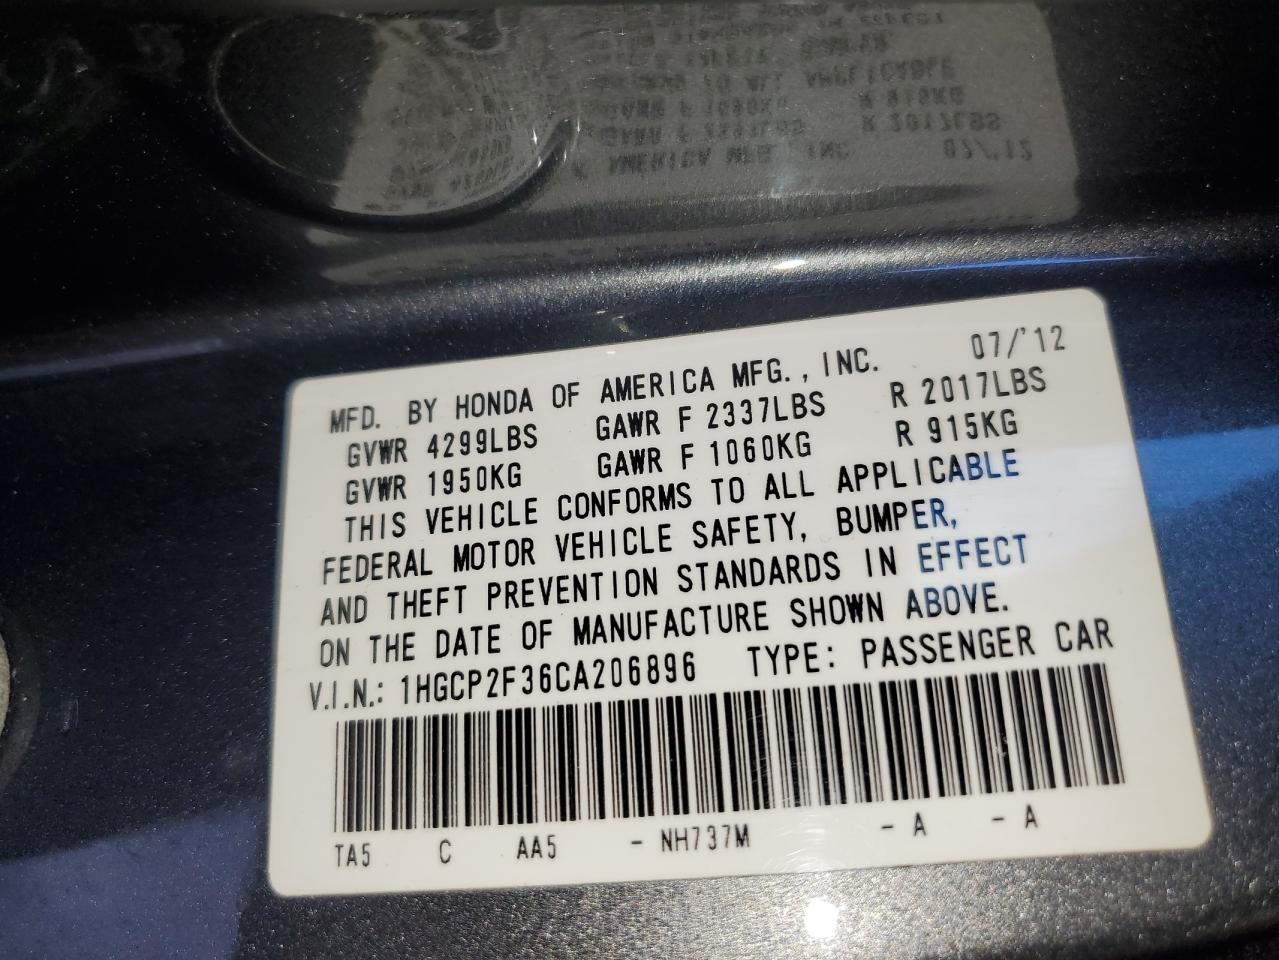 MFD. BY HONDA OF AMERICA MFG., INC. 07/'12
GVWR 4299LBS GAWR F 2337LBS R 2017LBS
GVWR 1950KG GAWR F 1060KG R 915KG
THIS VEHICLE CONFORMS TO ALL APPLICABLE
FEDERAL MOTOR VEHICLE SAFETY, BUMPER,
AND THEFT PREVENTION STANDARDS IN EFFECT
ON THE DATE OF MANUFACTURE SHOWN ABOVE.
V.I.N.: 1HGCP2F36CA206896 TYPE: PASSENGER CAR
TA5 C AA5 - NH737M - A - A